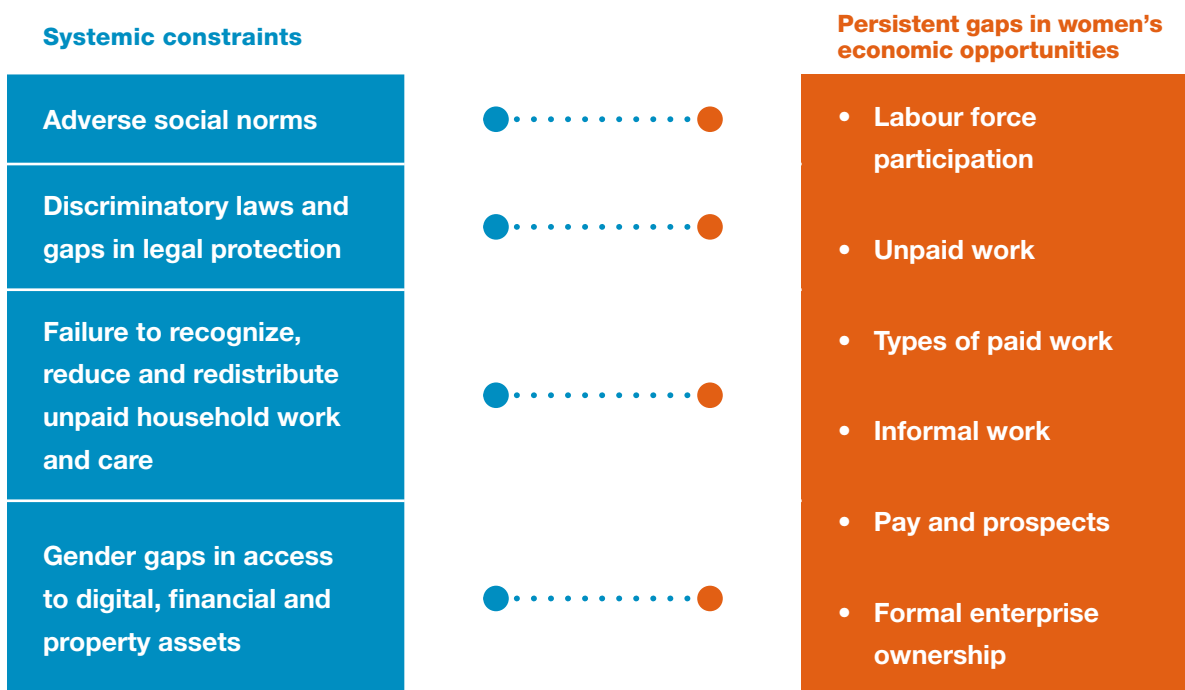 Systemic constraints
Adverse social norms
Discriminatory laws and
gaps in legal protection
Failure to recognize,
reduce and redistribute
unpaid household work
and care
Gender gaps in access
to digital, financial and
property assets
Persistent gaps in women’s
economic opportunities
• Labour force
participation
• Unpaid work
• Types of paid work
• Informal work
• Pay and prospects
• Formal enterprise
ownership